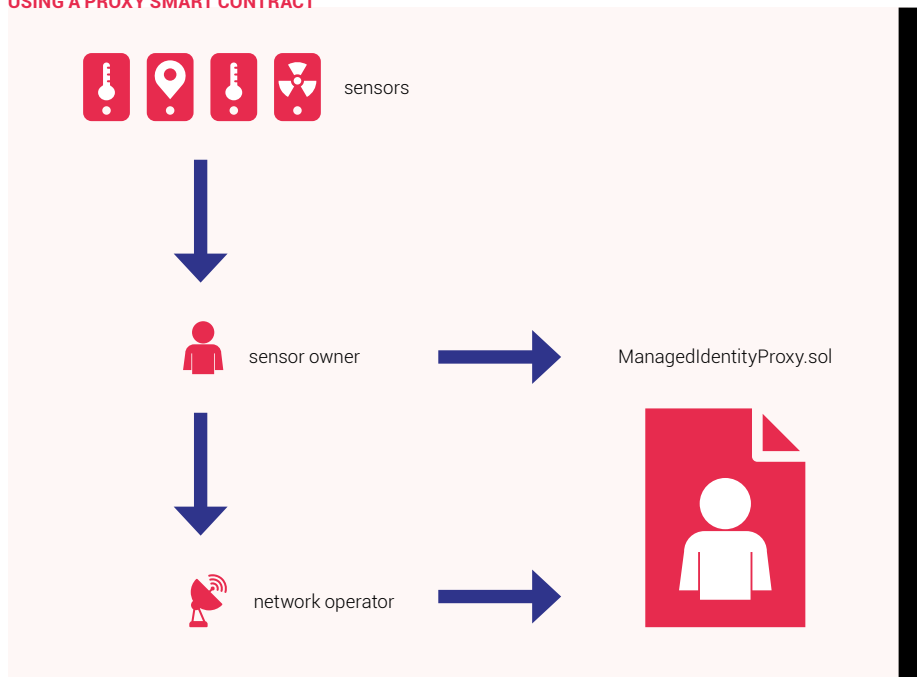 USING A PROXY SMART CONTRACT
sensors
sensor owner
ManagedIdentityProxy.sol
network operator